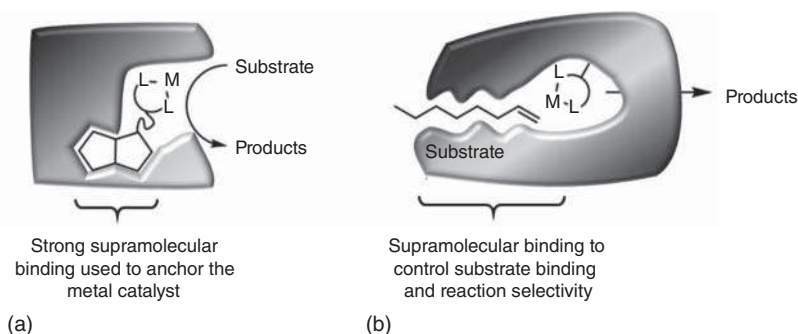 L
M
L
Substrate
Products
Strong supramolecular
binding used to anchor the
metal catalyst
(a)
L
M
L
Substrate
Products
Supramolecular binding to
control substrate binding
and reaction selectivity
(b)